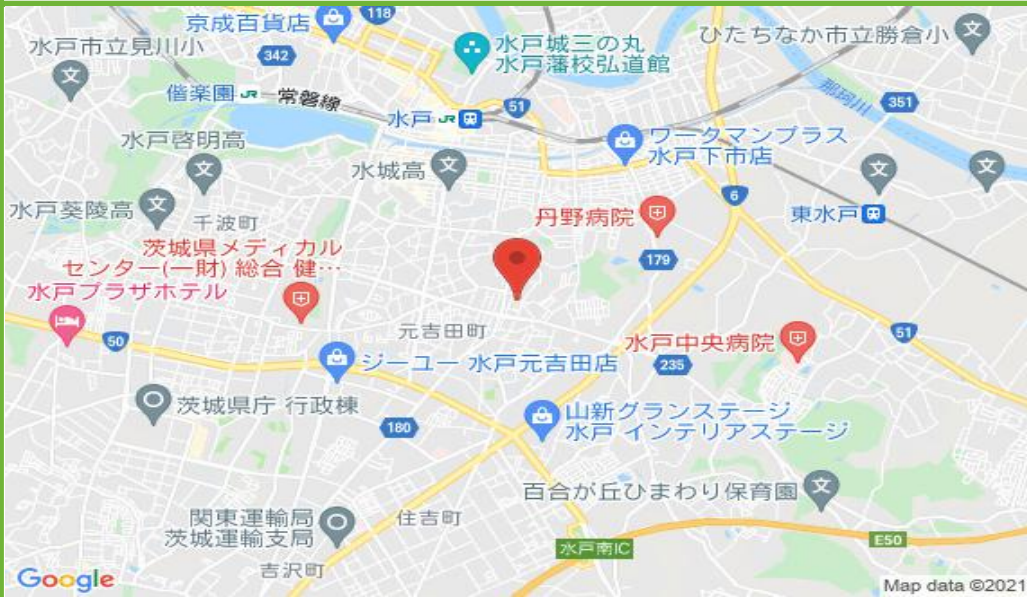 京成百貨店
118
水戸市立見川小
342
水戸城三の丸
水戸藩校弘道館
ひたちなか市立勝倉小
偕楽園 JR
常磐線
51
水戸 JR
那珂川
351
水戸啓明高
水城高
ワークマンプラス
水戸下市店
水戸葵陵高
千波町
丹野病院
6
東水戸
茨城県メディカル
センター(一財) 総合 健…
179
水戸プラザホテル
元吉田町
50
ジーユー 水戸元吉田店
水戸中央病院
235
51
茨城県庁 行政棟
180
山新グランステージ
水戸 インテリアステージ
百合が丘ひまわり保育園
関東運輸局
茨城運輸支局
住吉町
水戸南IC
E50
吉沢町
Google
Map data ©2021
文
文
文
文
文
文
文
文